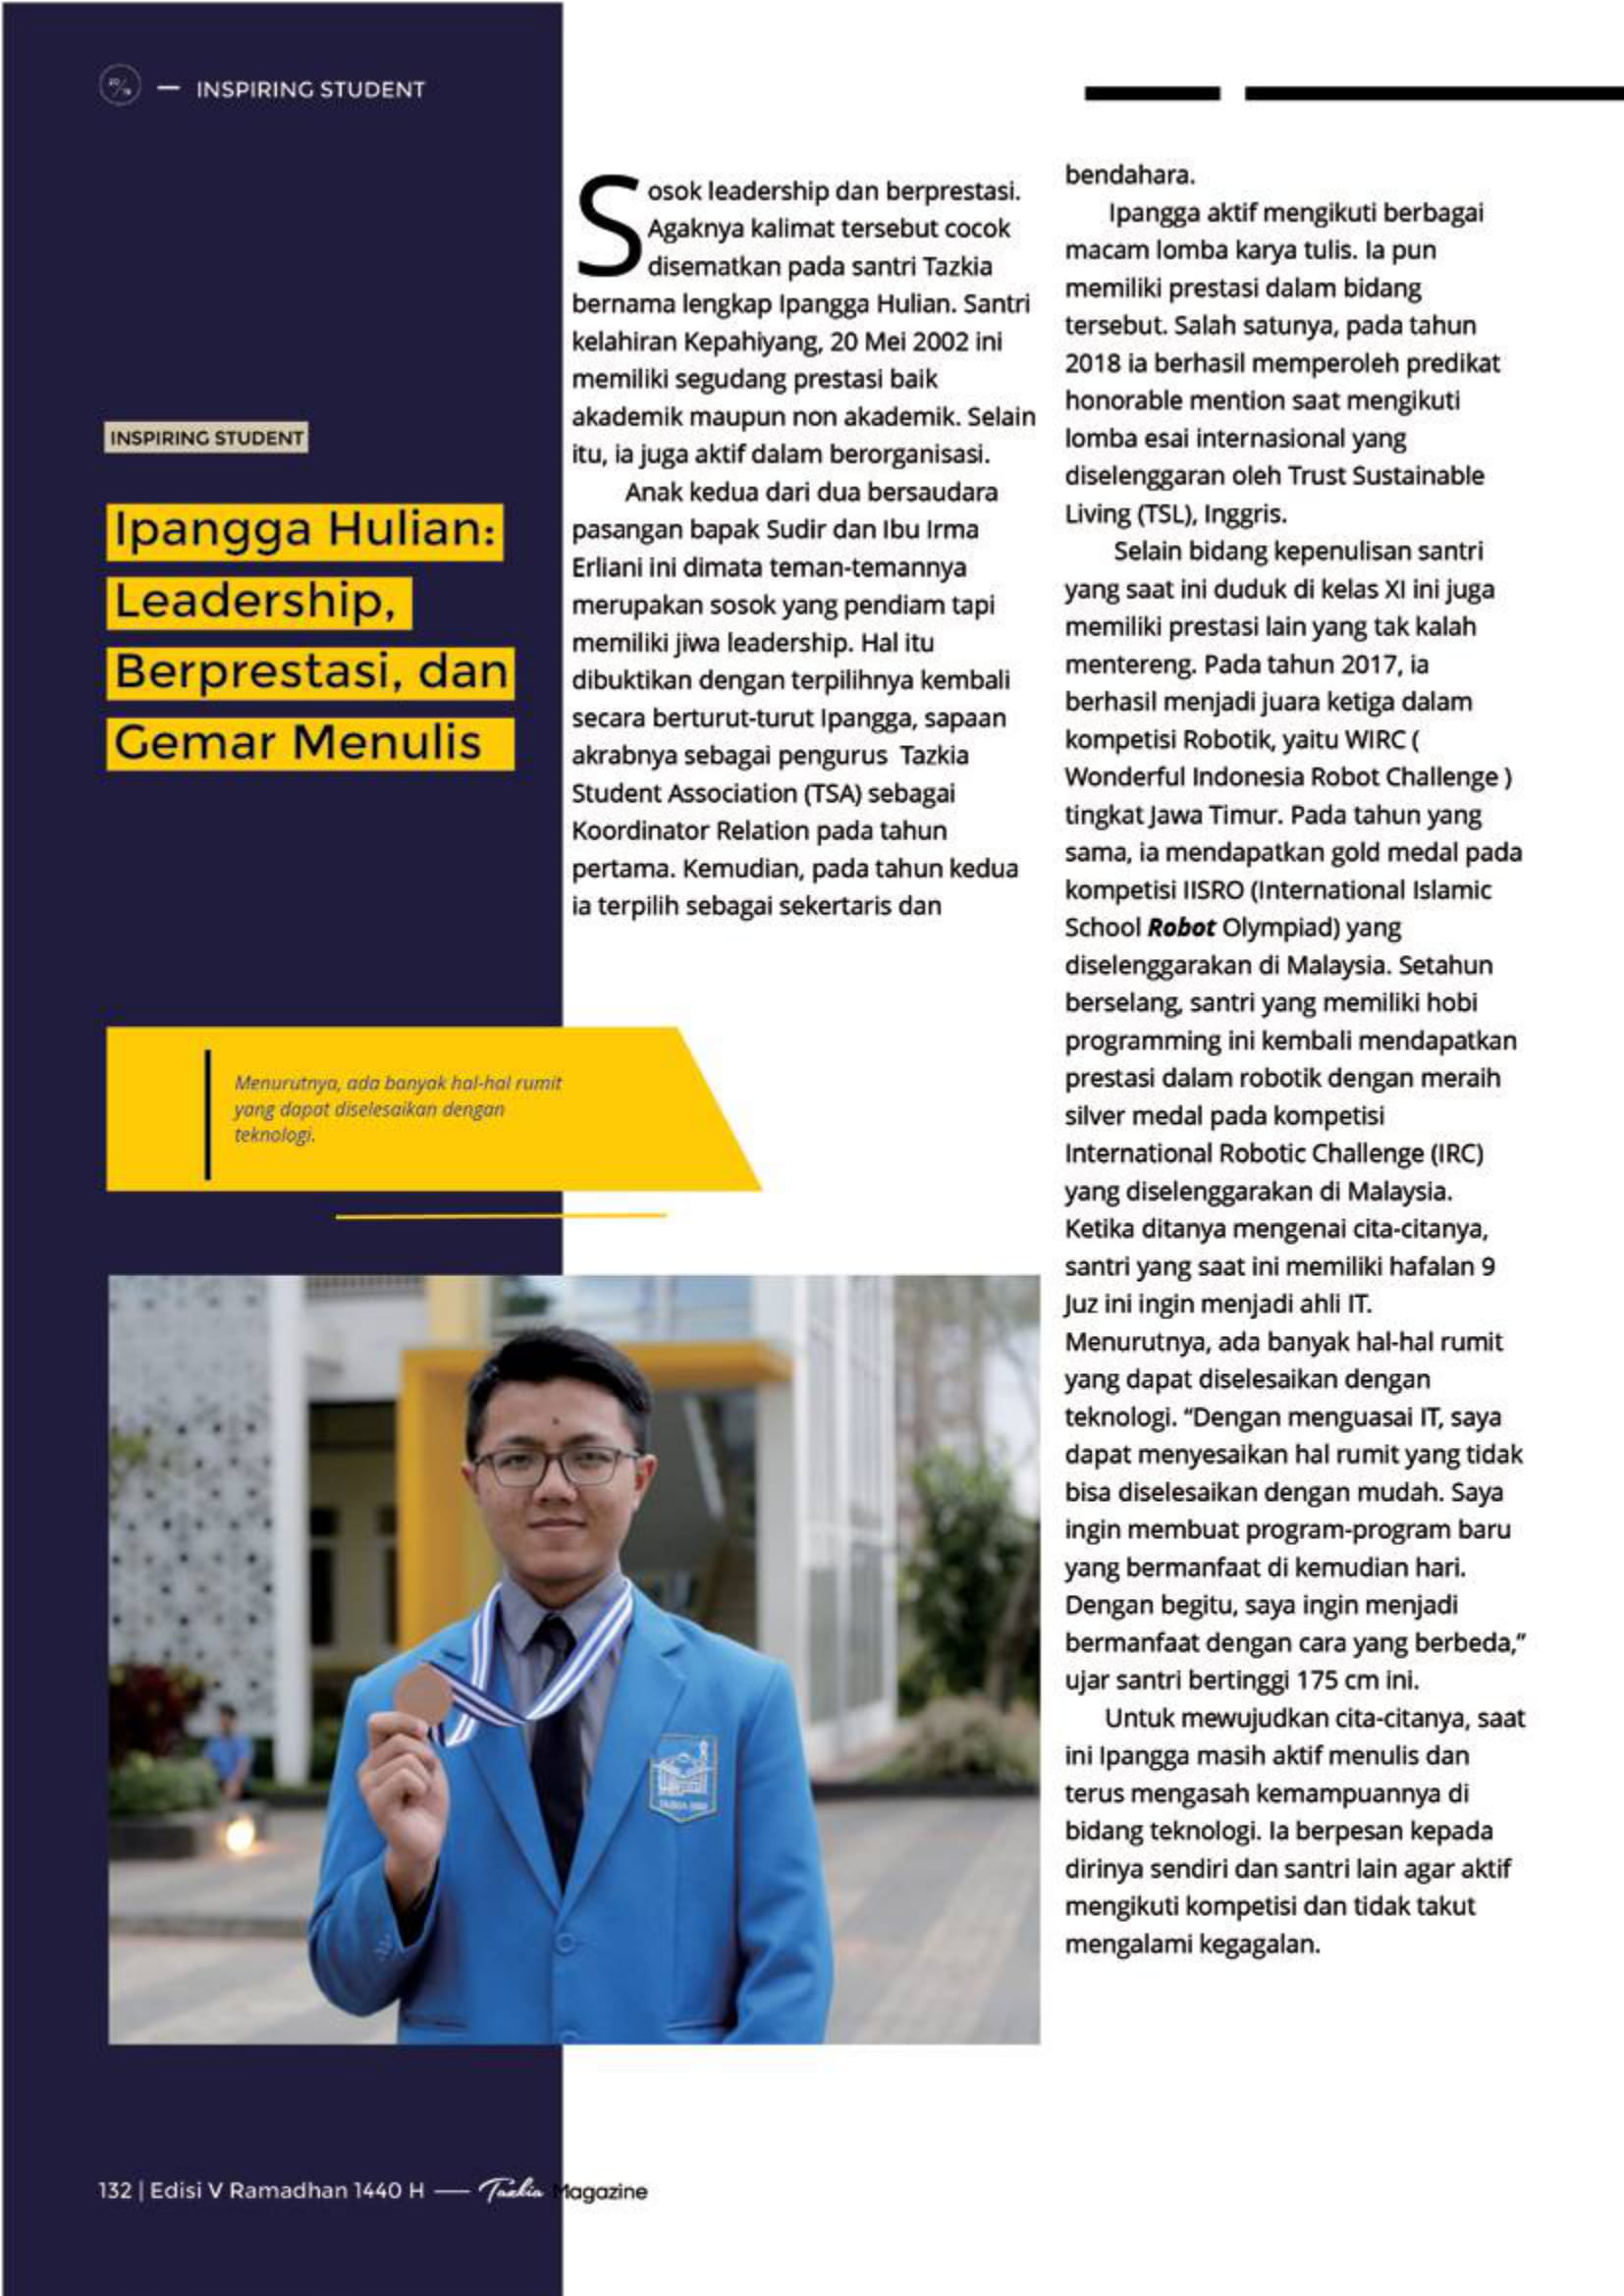 INSPIRING STUDENT
INSPIRING STUDENT
Ipangga Hulian:
Leadership,
Berprestasi, dan
Gemar Menulis
Sosok leadership dan berprestasi.
Agaknya kalimat tersebut cocok
disematkan pada santri Tazkia
bernama lengkap Ipangga Hulian. Santri
kelahiran Kepahiyang, 20 Mei 2002 ini
memiliki segudang prestasi baik
akademik maupun non akademik. Selain
itu, ia juga aktif dalam berorganisasi.
Anak kedua dari dua bersaudara
pasangan bapak Sudir dan Ibu Irma
Erliani ini dimata teman-temannya
merupakan sosok yang pendiam tapi
memiliki jiwa leadership. Hal itu
dibuktikan dengan terpilihnya kembali
secara berturut-turut Ipangga, sapaan
akrabnya sebagai pengurus Tazkia
Student Association (TSA) sebagai
Koordinator Relation pada tahun
pertama. Kemudian, pada tahun kedua
ia terpilih sebagai sekertaris dan
bendahara.
Ipangga aktif mengikuti berbagai
macam lomba karya tulis. Ia pun
memiliki prestasi dalam bidang
tersebut. Salah satunya, pada tahun
2018 ia berhasil memperoleh predikat
honorable mention saat mengikuti
lomba esai internasional yang
diselenggaran oleh Trust Sustainable
Living (TSL), Inggris.
Selain bidang kepenulisan santri
yang saat ini duduk di kelas XI ini juga
memiliki prestasi lain yang tak kalah
mentereng. Pada tahun 2017, ia
berhasil menjadi juara ketiga dalam
kompetisi Robotik, yaitu WIRC (
Wonderful Indonesia Robot Challenge )
tingkat Jawa Timur. Pada tahun yang
sama, ia mendapatkan gold medal pada
kompetisi IISRO (International Islamic
School Robot Olympiad) yang
diselenggarakan di Malaysia. Setahun
berselang, santri yang memiliki hobi
programming ini kembali mendapatkan
prestasi dalam robotik dengan meraih
silver medal pada kompetisi
International Robotic Challenge (IRC)
yang diselenggarakan di Malaysia.
Ketika ditanya mengenai cita-citanya,
santri yang saat ini memiliki hafalan 9
Juz ini ingin menjadi ahli IT.
Menurutnya, ada banyak hal-hal rumit
yang dapat diselesaikan dengan
teknologi. “Dengan menguasai IT, saya
dapat menyesaikan hal rumit yang tidak
bisa diselesaikan dengan mudah. Saya
ingin membuat program-program baru
yang bermanfaat di kemudian hari.
Dengan begitu, saya ingin menjadi
bermanfaat dengan cara yang berbeda,”
ujar santri bertinggi 175 cm ini.
Untuk mewujudkan cita-citanya, saat
ini Ipangga masih aktif menulis dan
terus mengasah kemampuannya di
bidang teknologi. Ia berpesan kepada
dirinya sendiri dan santri lain agar aktif
mengikuti kompetisi dan tidak takut
mengalami kegagalan.
Menurutnya, ada banyak hal-hal rumit
yang dapat diselesaikan dengan
teknologi.
132 | Edisi V Ramadhan 1440 H — Tazkia Magazine